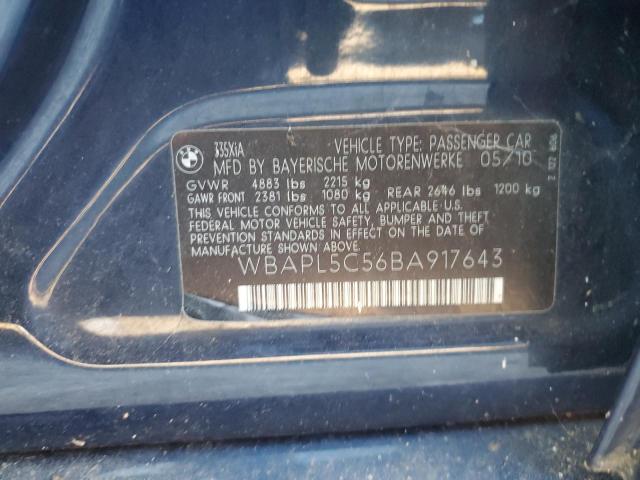 335XiA VEHICLE TYPE: PASSENGER CAR
MFD BY BAYERISCHE MOTORENWERKE 05/10
GVWR 4883 lbs 2215 kg
GAWR FRONT 2381 lbs 1080 kg REAR 2646 lbs 1200 kg
THIS VEHICLE CONFORMS TO ALL APPLICABLE U.S.
FEDERAL MOTOR VEHICLE SAFETY, BUMPER AND THEFT
PREVENTION STANDARDS IN EFFECT ON THE DATE OF
MANUFACTURE SHOWN ABOVE.
WBAPL5C56BA917643